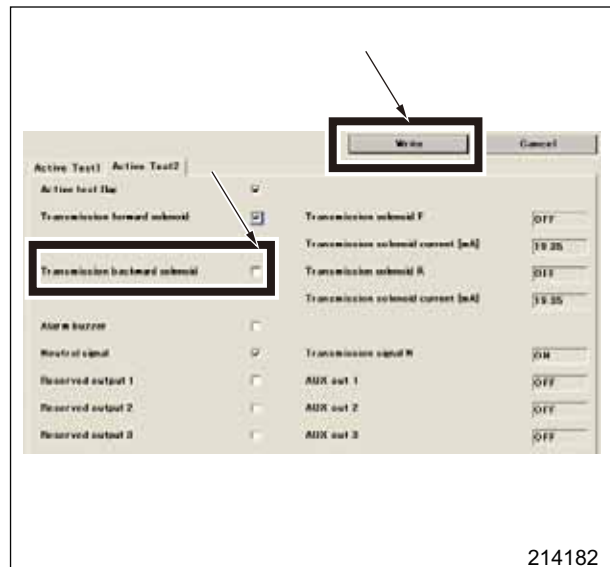 Write Cancel
Active Test1 Active Test2
Active test flag
Transmission forward solenoid Transmission solenoid F OFF
Transmission solenoid current [mA] 19.35
Transmission backward solenoid Transmission solenoid R OFF
Transmission solenoid current [mA] 19.35
Alarm buzzer
Neutral signal Transmission signal N ON
Reserved output 1 AUX out 1 OFF
Reserved output 2 AUX out 2 OFF
Reserved output 3 AUX out 3 OFF
214182